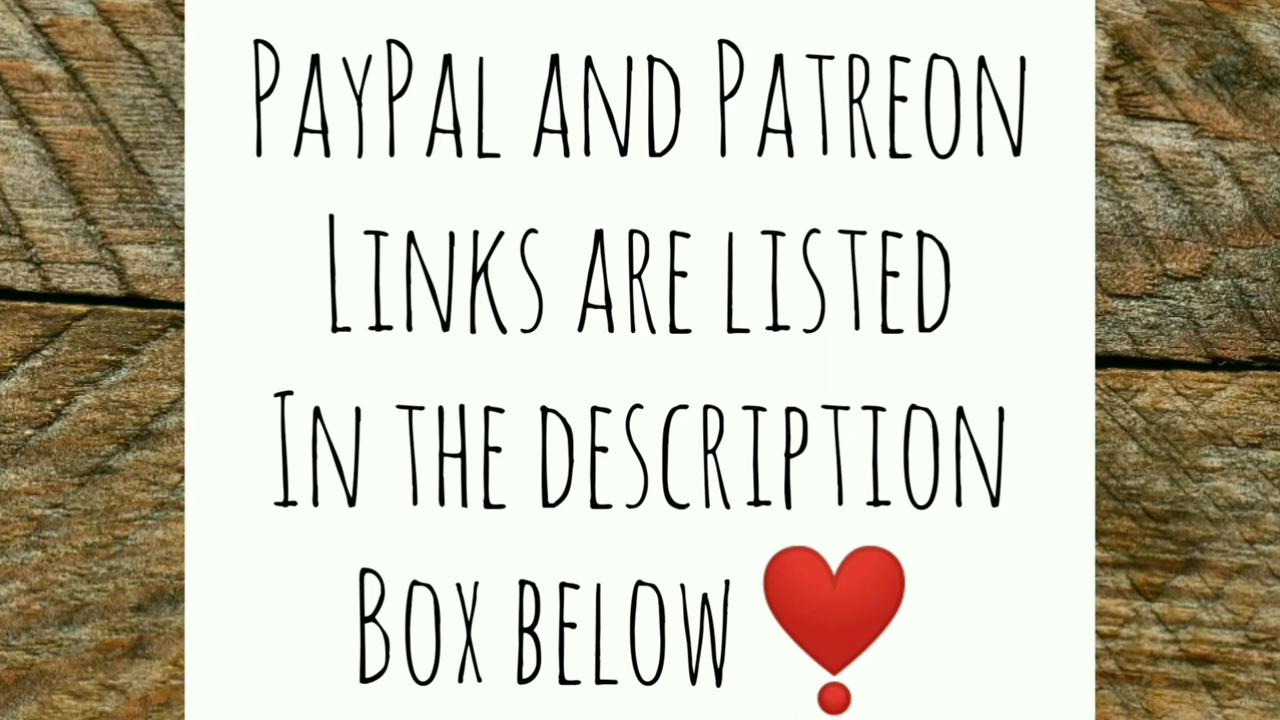 PayPal and Patreon
Links are listed
In the description
Box below ❣